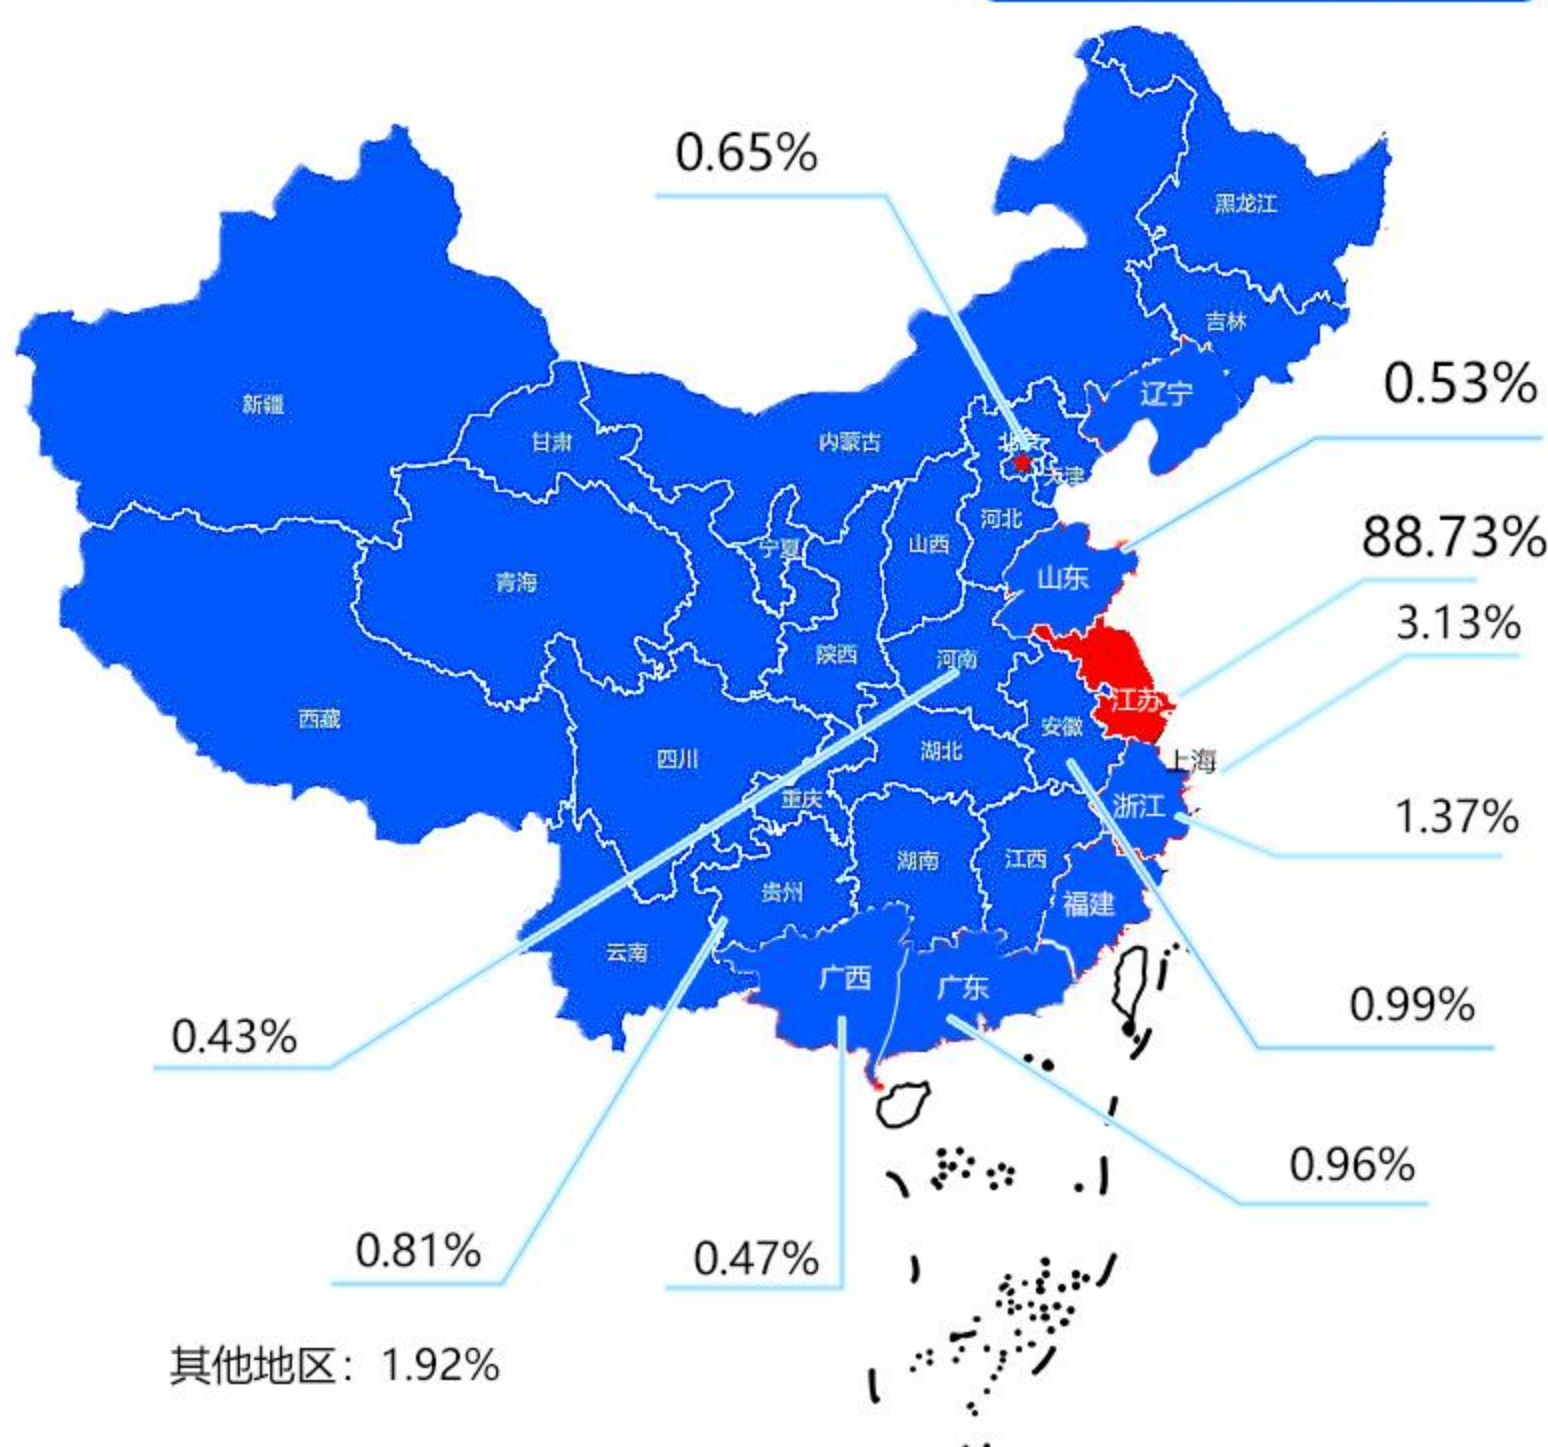 0.65%
黑龙江
吉林
0.53%
辽宁
新疆
甘肃
内蒙古
北京
天津
河北
88.73%
宁夏
山西
山东
青海
3.13%
陕西
河南
江苏
西藏
安徽
四川
湖北
上海
重庆
浙江
1.37%
湖南
江西
贵州
福建
云南
广西
广东
0.99%
0.43%
0.96%
0.81%
0.47%
其他地区：1.92%